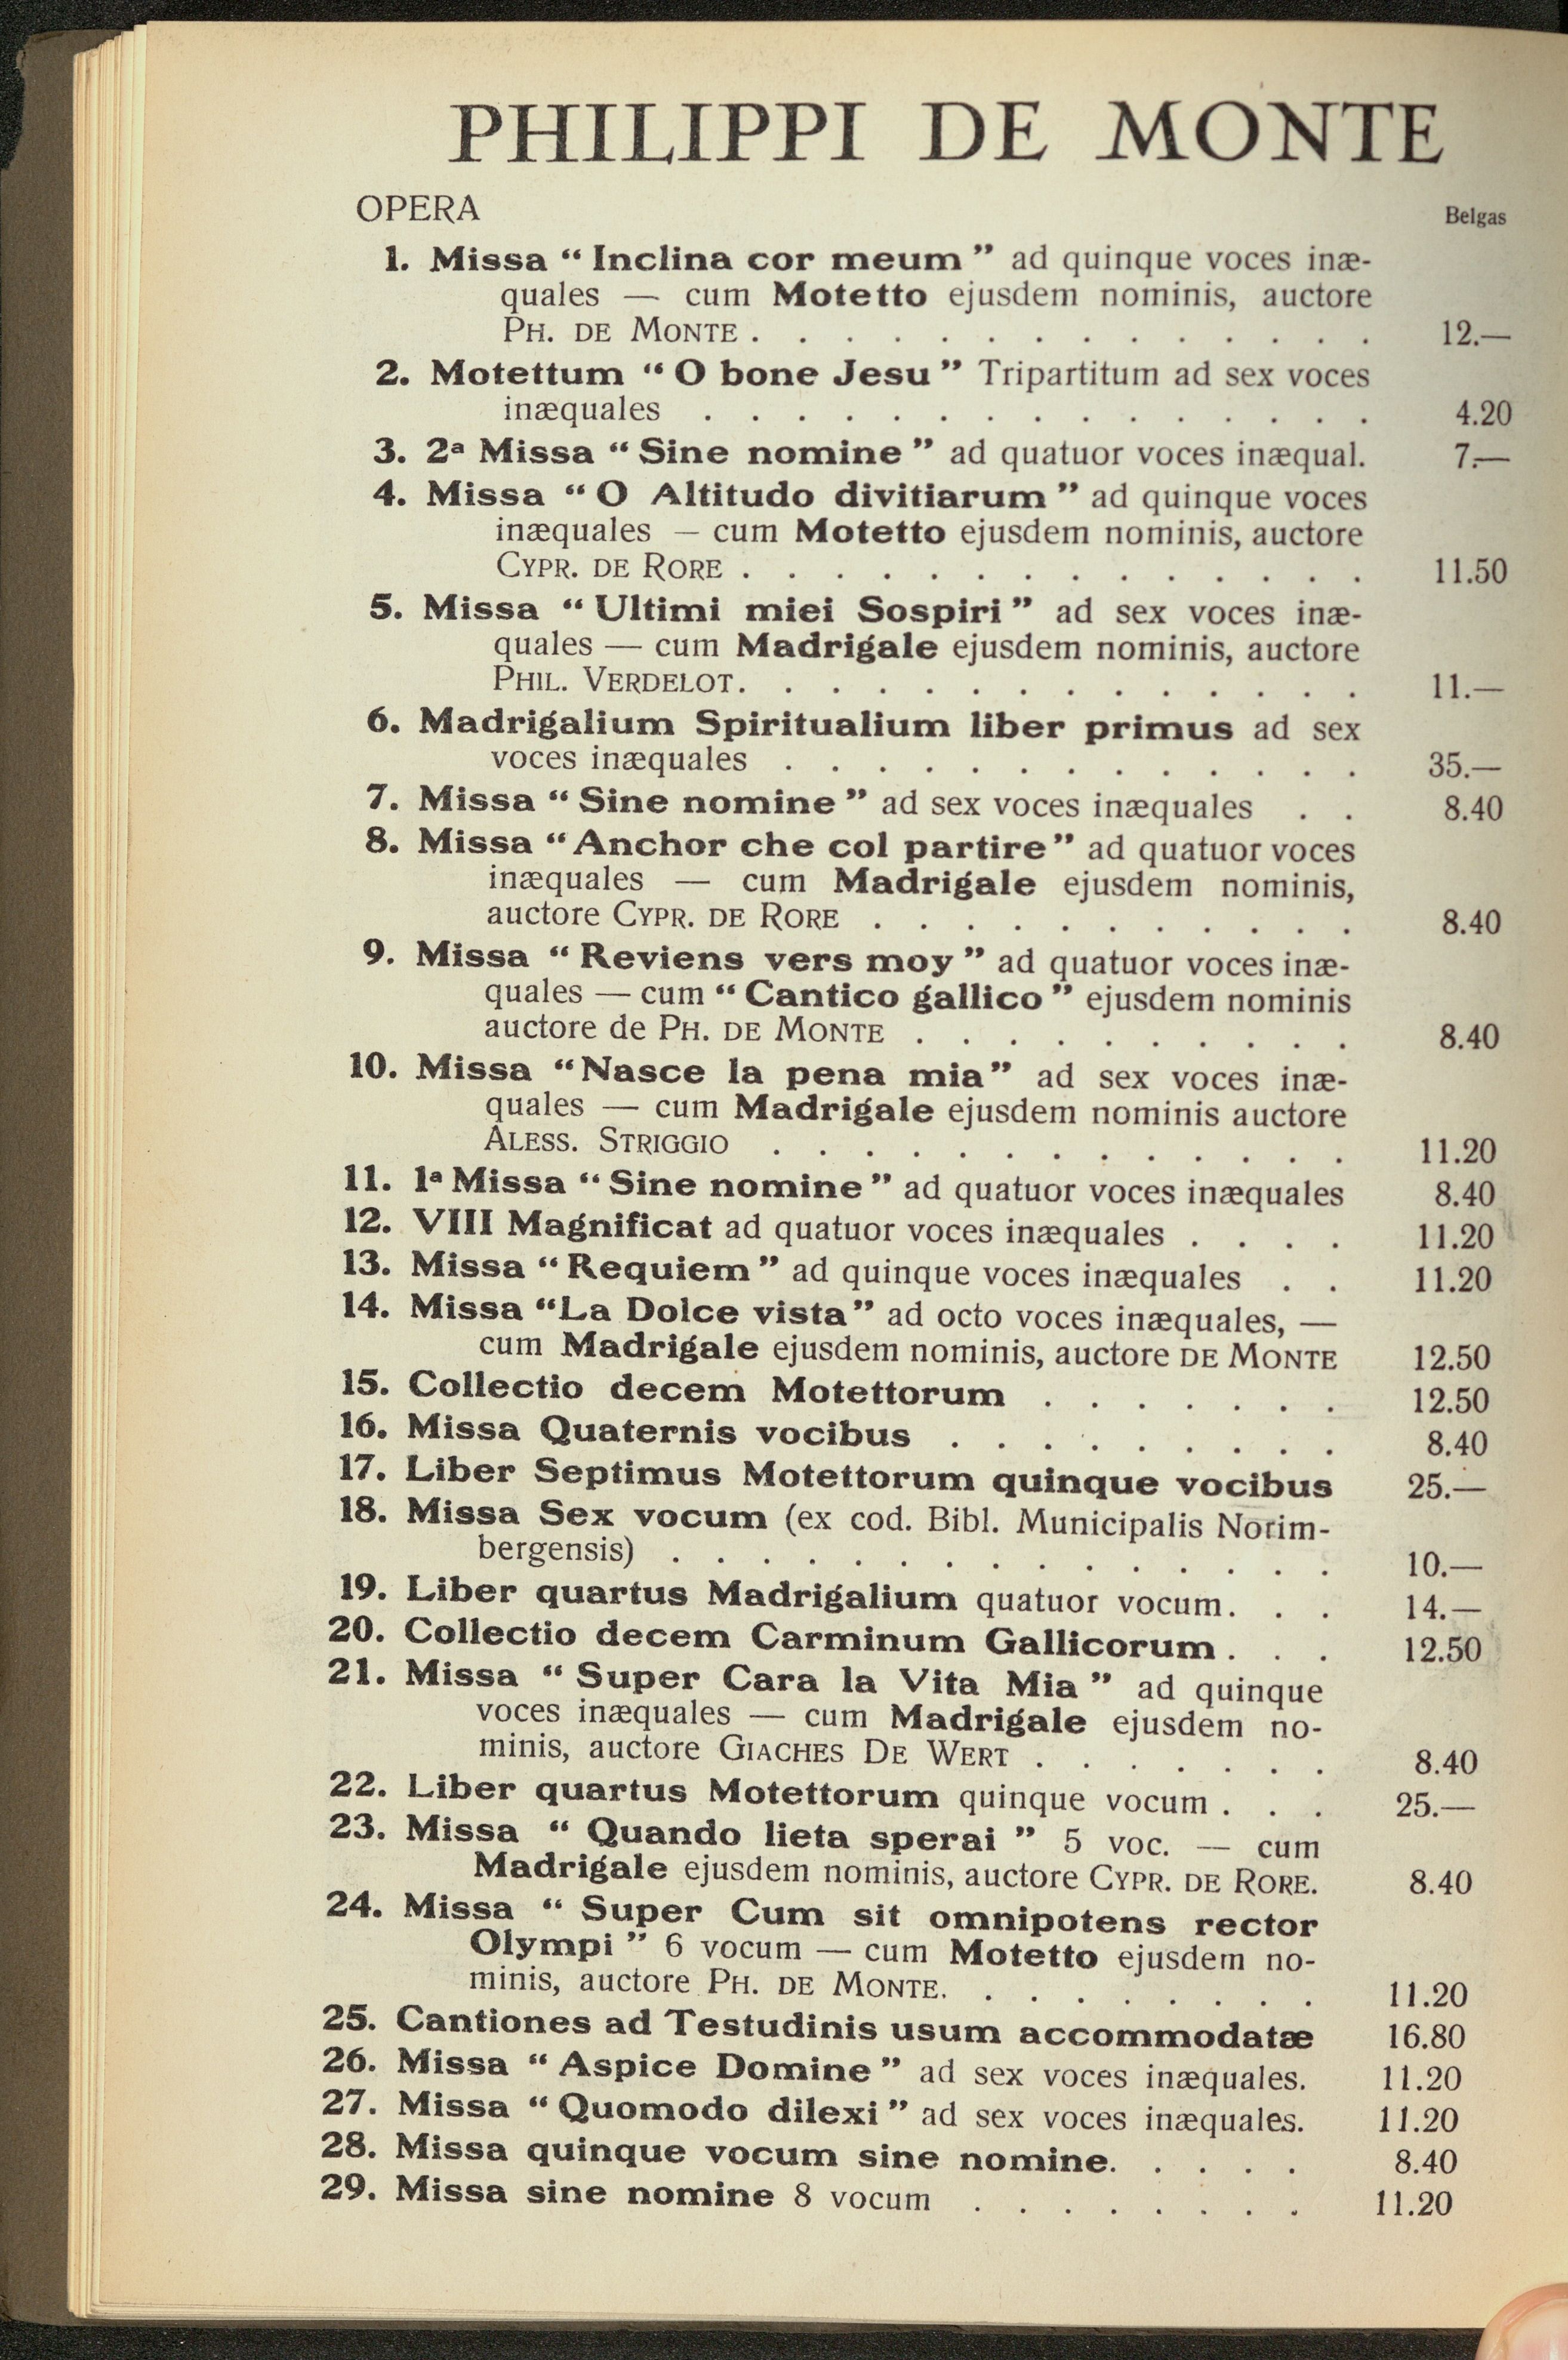 PHILIPPI DE MONTE
OPERA Belgas
1. Missa “ Inclina cor meum ” ad quinque voces inæ-
quales — cum Motetto ejusdem nominis, auctore
Ph. de Monte . . . . . . . . . . . . . . 12.—
2. Motettum “ O bone Jesu ” Tripartitum ad sex voces
inæquales . . . . . . . . . . . . . . . 4.20
3. 2ª Missa “ Sine nomine ” ad quatuor voces inæqual. 7.—
4. Missa “ O Altitudo divitiarum ” ad quinque voces
inæquales — cum Motetto ejusdem nominis, auctore
Cypr. de Rore . . . . . . . . . . . . . . 11.50
5. Missa “ Ultimi miei Sospiri ” ad sex voces inæ-
quales — cum Madrigale ejusdem nominis, auctore
Phil. Verdelot. . . . . . . . . . . . . . 11.—
6. Madrigalium Spiritualium liber primus ad sex
voces inæquales . . . . . . . . . . . . . 35.—
7. Missa “ Sine nomine ” ad sex voces inæquales . . 8.40
8. Missa “ Anchor che col partire ” ad quatuor voces
inæquales — cum Madrigale ejusdem nominis,
auctore Cypr. de Rore . . . . . . . . . . . 8.40
9. Missa “ Reviens vers moy ” ad quatuor voces inæ-
quales — cum “ Cantico gallico ” ejusdem nominis
auctore de Ph. de Monte . . . . . . . . . . 8.40
10. Missa “Nasce la pena mia” ad sex voces inæ-
quales — cum Madrigale ejusdem nominis auctore
Aless. Striggio . . . . . . . . . . . . . 11.20
11. 1ª Missa “ Sine nomine ” ad quatuor voces inæquales 8.40
12. VIII Magnificat ad quatuor voces inæquales . . . . 11.20
13. Missa “ Requiem ” ad quinque voces inæquales . . 11.20
14. Missa “La Dolce vista” ad octo voces inæquales, —
cum Madrigale ejusdem nominis, auctore de Monte 12.50
15. Collectio decem Motettorum . . . . . . . 12.50
16. Missa Quaternis vocibus . . . . . . . . . 8.40
17. Liber Septimus Motettorum quinque vocibus 25.—
18. Missa Sex vocum (ex cod. Bibl. Municipalis Norim-
bergensis) . . . . . . . . . . . . . . . 10.—
19. Liber quartus Madrigalium quatuor vocum. . . 14.—
20. Collectio decem Carminum Gallicorum . . . 12.50
21. Missa “ Super Cara la Vita Mia ” ad quinque
voces inæquales — cum Madrigale ejusdem no-
minis, auctore Giaches De Wert . . . . . . . 8.40
22. Liber quartus Motettorum quinque vocum . . . 25.—
23. Missa “ Quando lieta sperai ” 5 voc. — cum
Madrigale ejusdem nominis, auctore Cypr. de Rore. 8.40
24. Missa “ Super Cum sit omnipotens rector
Olympi ” 6 vocum — cum Motetto ejusdem no-
minis, auctore Ph. de Monte. . . . . . . . . 11.20
25. Cantiones ad Testudinis usum accommodatæ 16.80
26. Missa “ Aspice Domine ” ad sex voces inæquales. 11.20
27. Missa “ Quomodo dilexi ” ad sex voces inæquales. 11.20
28. Missa quinque vocum sine nomine. . . . . 8.40
29. Missa sine nomine 8 vocum . . . . . . . . 11.20